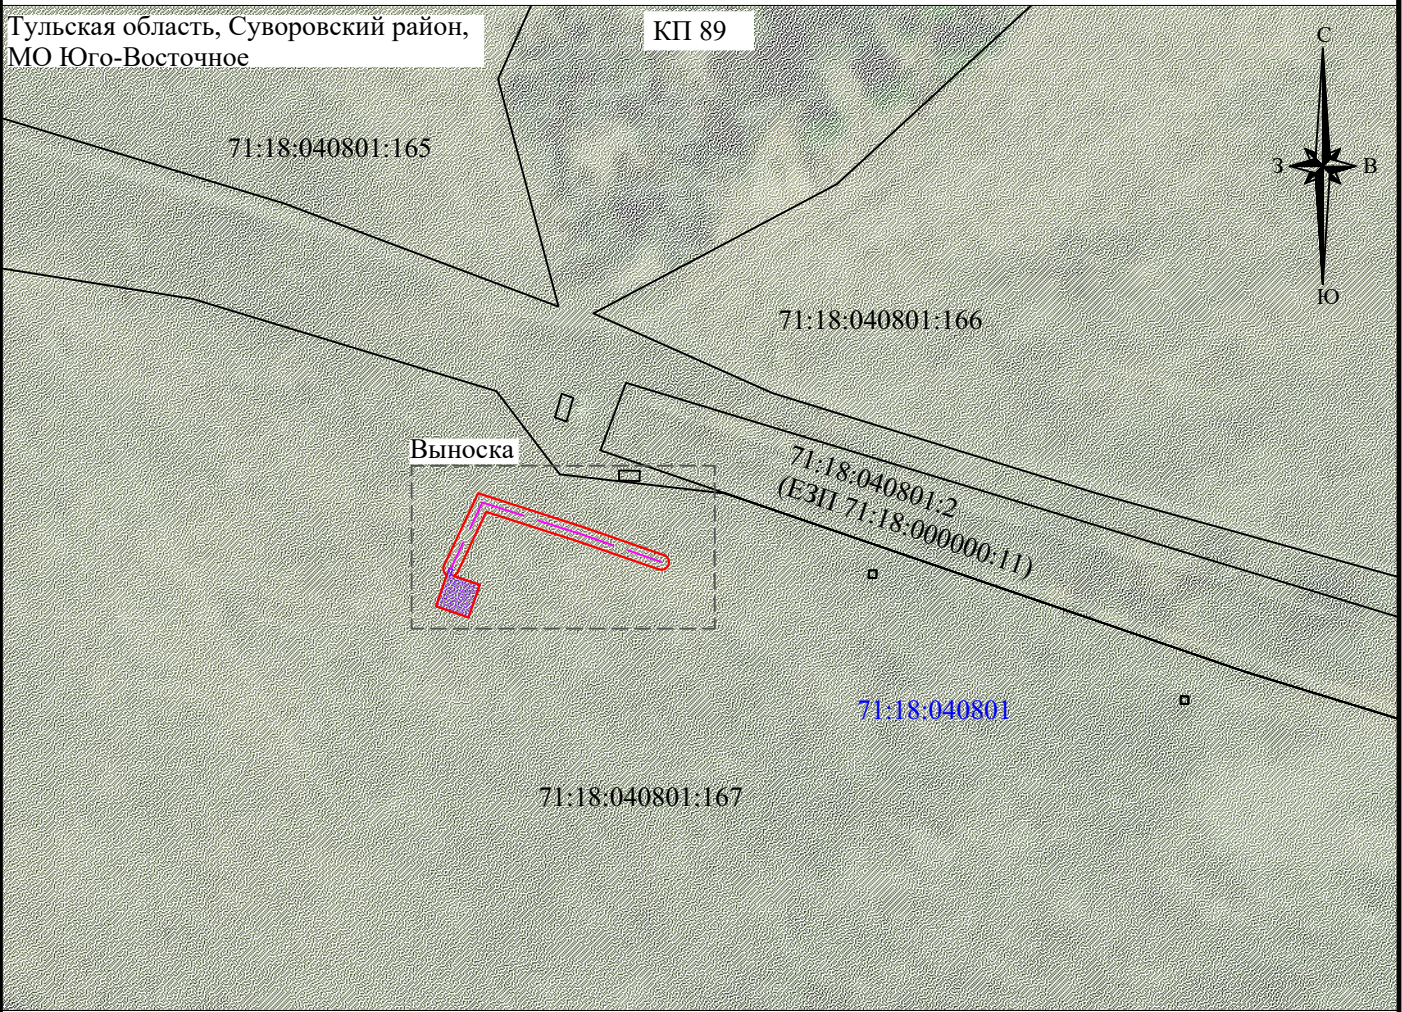 Тульская область, Суворовский район,
МО Юго-Восточное
КП 89
С
З
В
Ю
71:18:040801:165
71:18:040801:166
Выноска
71:18:040801:2
(ЕЗП 71:18:000000:11)
71:18:040801
71:18:040801:167